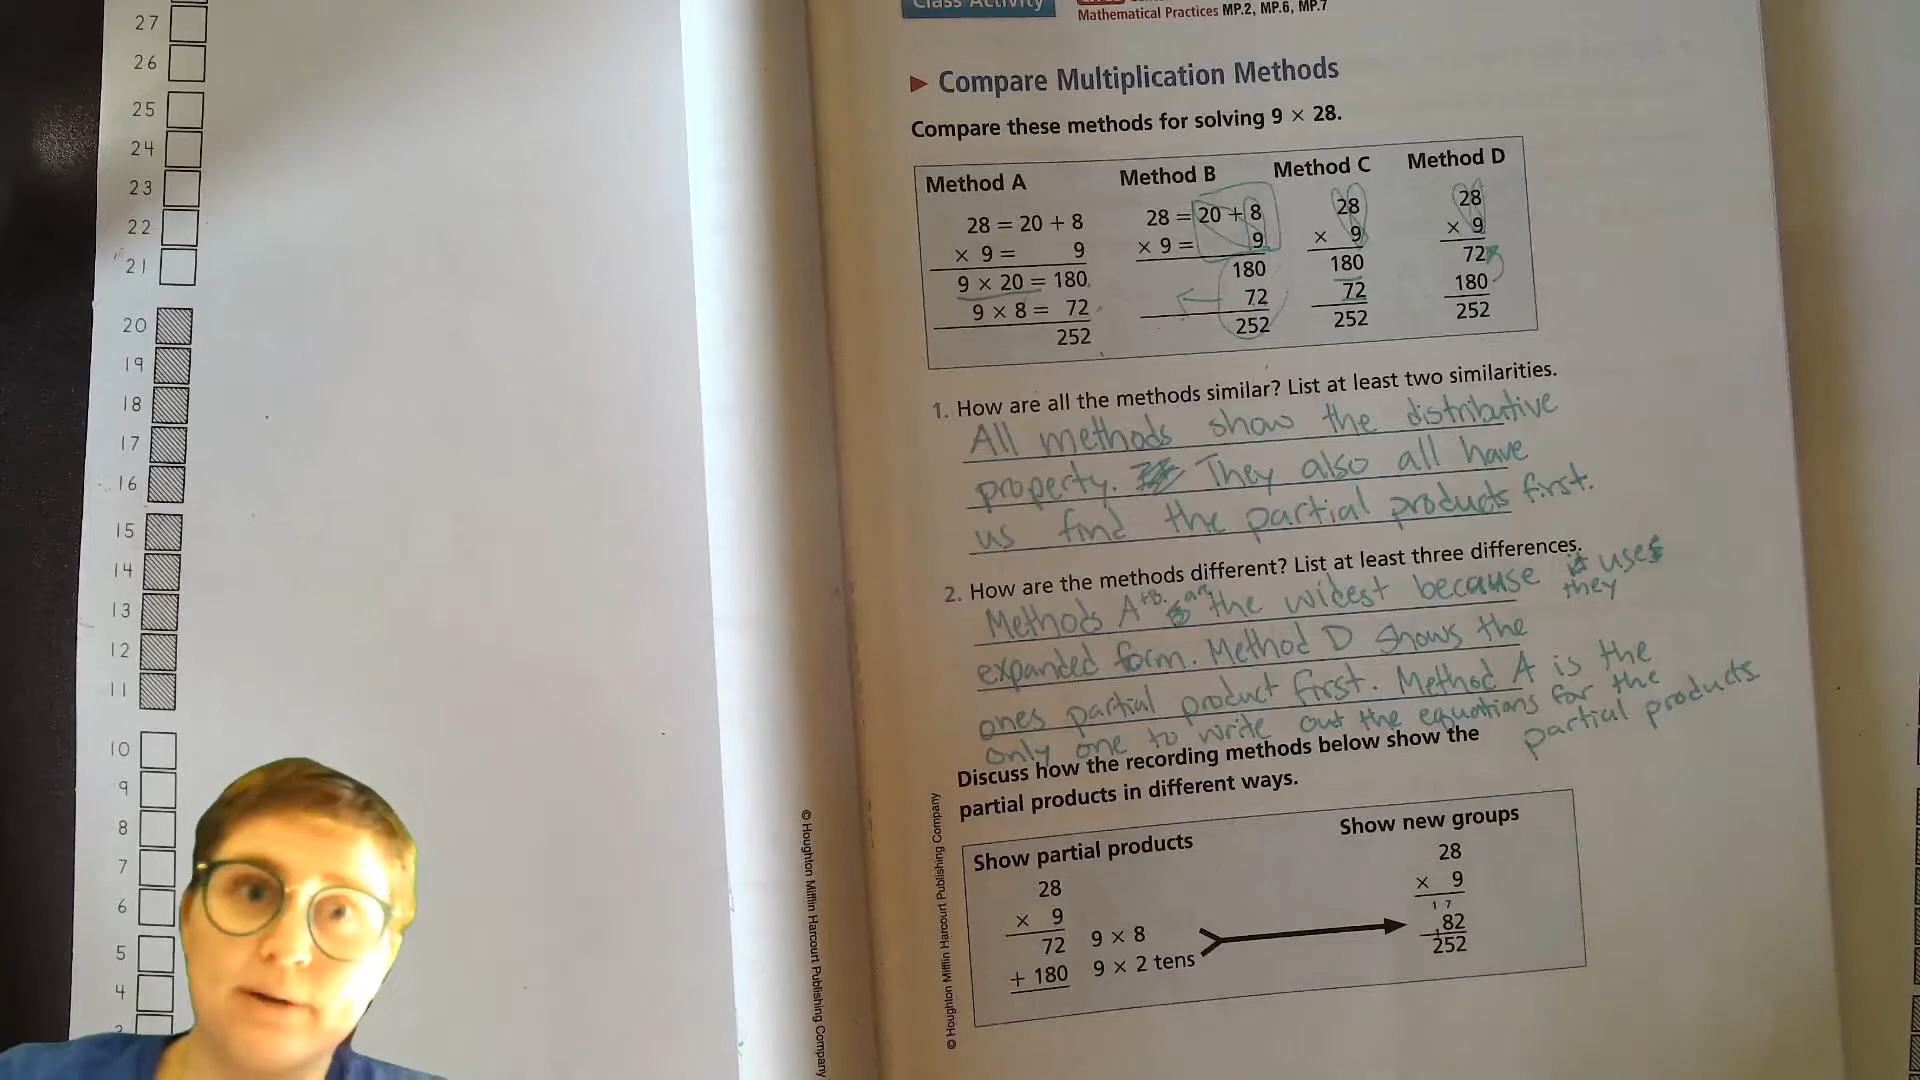 27
26
25
24
23
22
21
20
19
18
17
16
15
14
13
12
11
10
9
8
7
6
5
4
Class Activity
Mathematical Practices MP.2, MP.6, MP.7
Compare Multiplication Methods
Compare these methods for solving 9 × 28.
Method A
28 = 20 + 8
× 9 = 9
9 × 20 = 180
9 × 8 = 72
252
Method B
28 = 20 + 8
× 9 = 9
180
72
252
Method C
28
× 9
180
72
252
Method D
28
× 9
72
180
252
1. How are all the methods similar? List at least two similarities.
All methods show the distributive
property. They also all have
us find the partial products first.
2. How are the methods different? List at least three differences.
Methods A + B are the widest because they uses
expanded form. Method D shows the
ones partial product first. Method A is the
only one to write out the equations for the
partial products
Discuss how the recording methods below show the
partial products in different ways.
Show partial products
28
× 9
72 9 × 8
+ 180 9 × 2 tens
Show new groups
28
× 9
1 7
82
1
252
© Houghton Mifflin Harcourt Publishing Company
© Houghton Mifflin Harcourt Publishing Company